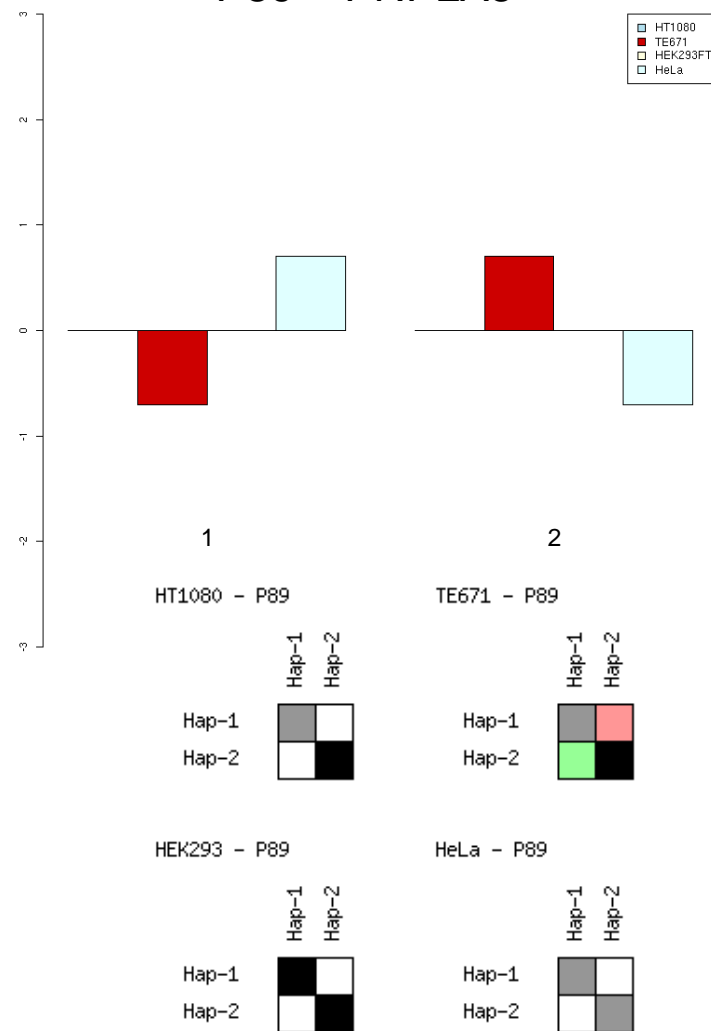 HT1080
TE671
HEK293FT
HeLa
3
2
1
0
-1
-2
-3
1 2
HT1080 - P89 TE671 - P89
Hap-1 Hap-2 Hap-1 Hap-2
Hap-1 Hap-1
Hap-2 Hap-2
HEK293 - P89 HeLa - P89
Hap-1 Hap-2 Hap-1 Hap-2
Hap-1 Hap-1
Hap-2 Hap-2